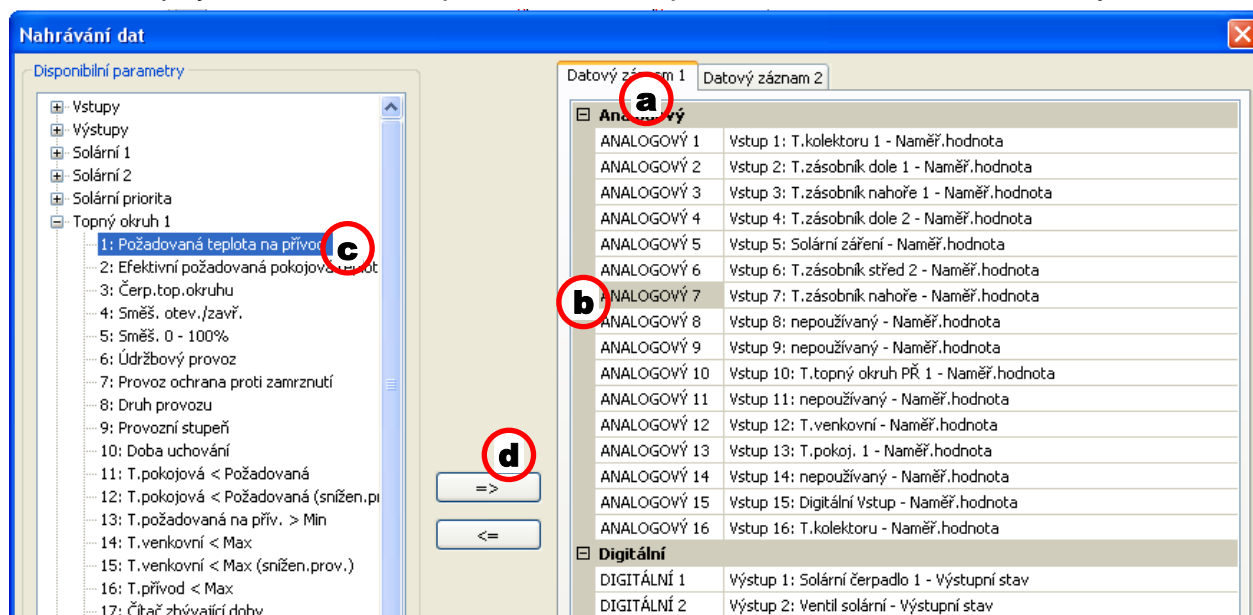 Nahrávání dat
Disponibilní parametry
Vstupy
Výstupy
Solární 1
Solární 2
Solární priorita
Topný okruh 1
1: Požadovaná teplota na
2: Efektivní požadovaná
3: Čerp.top.okruhu
4: Směš. otev./zavř.
5: Směš. 0 - 100%
6: Údržbový provoz
7: Provoz ochrana proti zamrznutí
8: Druh provozu
9: Provozní stupeň
10: Doba uchování
11: T.pokojová < Požadovaná
12: T.pokojová < Požadovaná (snížen.pr
13: T.požadovaná na přív. > Min
14: T.venkovní < Max
15: T.venkovní < Max (snížen.prov.)
16: T.přívod < Max
17: Čítač zbývající doby
c
d
=>
<=
Datový záznam 1
Datový záznam 2
a
b
Analogový
ANALOGOVÝ 1 Vstup 1: T.kolektoru 1 - Naměř.hodnota
ANALOGOVÝ 2 Vstup 2: T.zásobník dole 1 - Naměř.hodnota
ANALOGOVÝ 3 Vstup 3: T.zásobník nahoře 1 - Naměř.hodnota
ANALOGOVÝ 4 Vstup 4: T.zásobník dole 2 - Naměř.hodnota
ANALOGOVÝ 5 Vstup 5: Solární záření - Naměř.hodnota
ANALOGOVÝ 6 Vstup 6: T.zásobník střed 2 - Naměř.hodnota
ANALOGOVÝ 7 Vstup 7: T.zásobník nahoře - Naměř.hodnota
ANALOGOVÝ 8 Vstup 8: nepoužívaný - Naměř.hodnota
ANALOGOVÝ 9 Vstup 9: nepoužívaný - Naměř.hodnota
ANALOGOVÝ 10 Vstup 10: T.topný okruh PŘ 1 - Naměř.hodnota
ANALOGOVÝ 11 Vstup 11: nepoužívaný - Naměř.hodnota
ANALOGOVÝ 12 Vstup 12: T.venkovní - Naměř.hodnota
ANALOGOVÝ 13 Vstup 13: T.pokoj. 1 - Naměř.hodnota
ANALOGOVÝ 14 Vstup 14: nepoužívaný - Naměř.hodnota
ANALOGOVÝ 15 Vstup 15: Digitální Vstup - Naměř.hodnota
ANALOGOVÝ 16 Vstup 16: T.kolektoru - Naměř.hodnota
Digitální
DIGITÁLNÍ 1 Výstup 1: Solární čerpadlo 1 - Výstupní stav
DIGITÁLNÍ 2 Výstup 2: Ventil solární - Výstupní stav